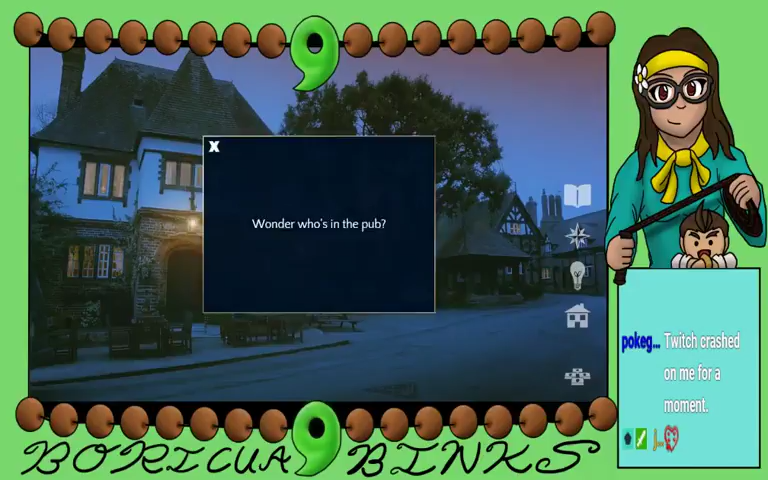 X
Wonder who's in the pub?
pokeg... Twitch crashed
on me for a
moment.
BORICUA BINKS